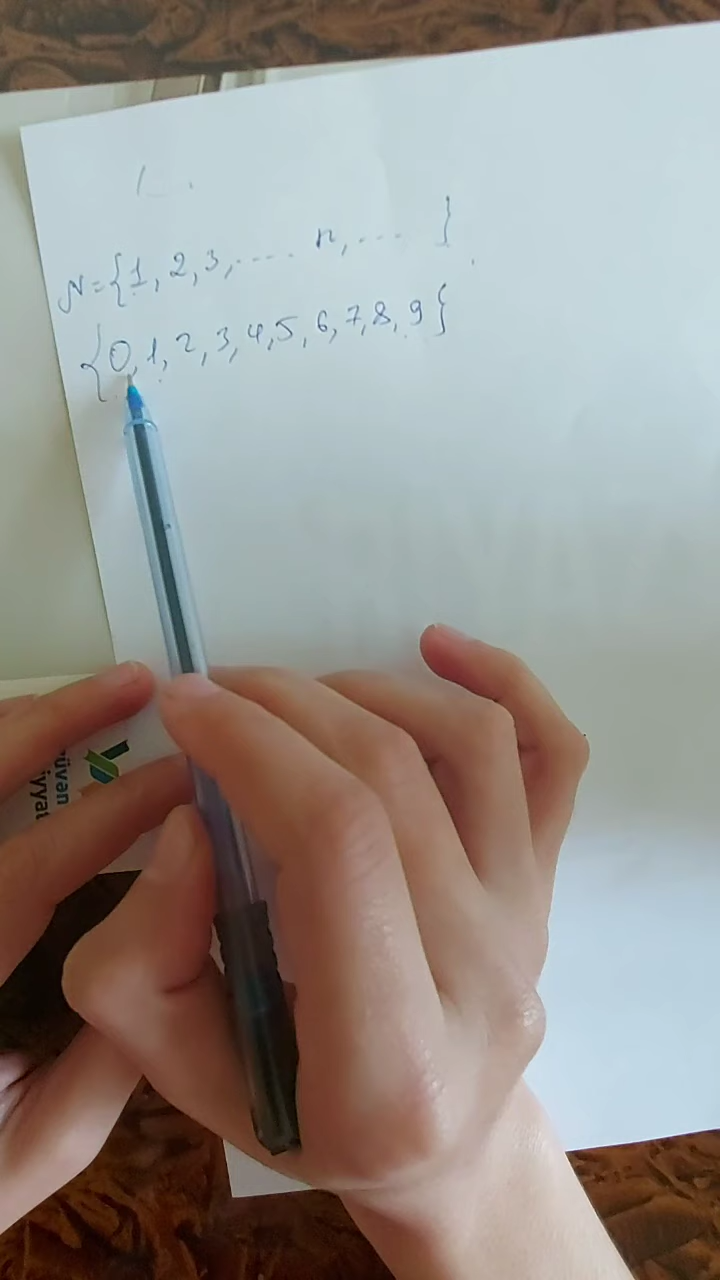 N={1, 2, 3, .... n, ... }
{0, 1, 2, 3, 4, 5, 6, 7, 8, 9}